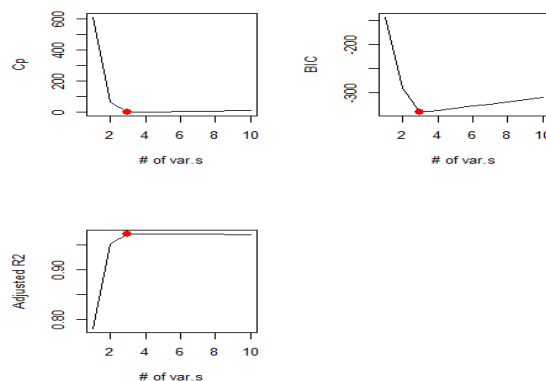 Cp
600
400
200
0
2 4 6 8 10
# of var.s
BIC
-200
-300
2 4 6 8 10
# of var.s
Adjusted R2
0.90
0.80
2 4 6 8 10
# of var.s